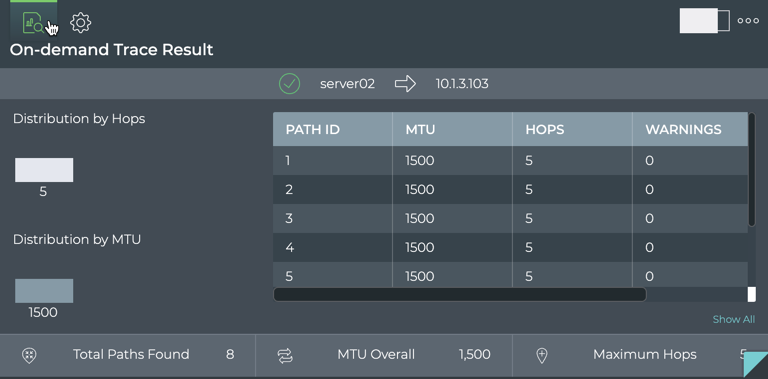 On-demand Trace Result
server02 10.1.3.103
Distribution by Hops
5
Distribution by MTU
1500
PATH ID MTU HOPS WARNINGS
1 1500 5 0
2 1500 5 0
3 1500 5 0
4 1500 5 0
5 1500 5 0
Show All
Total Paths Found 8 MTU Overall 1,500 Maximum Hops 5